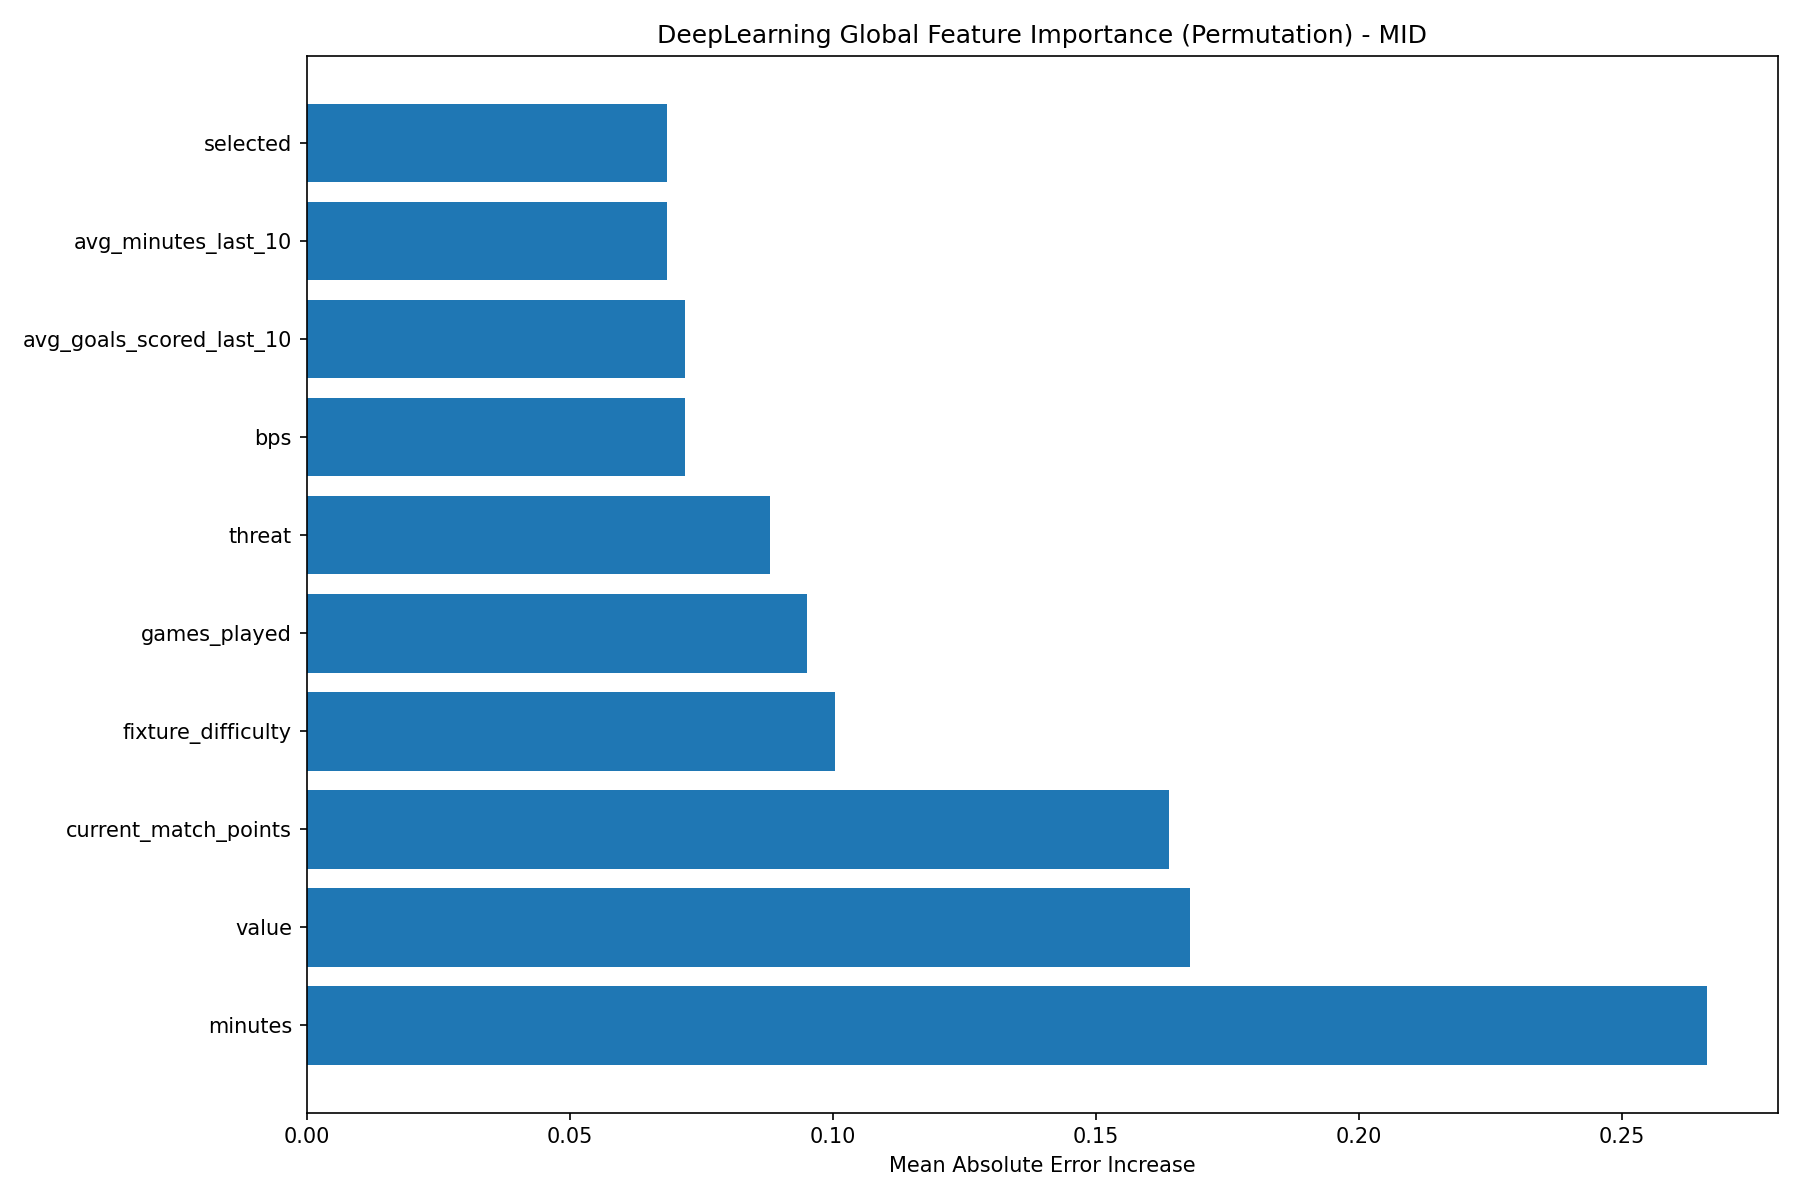 DeepLearning Global Feature Importance (Permutation) - MID
selected
avg_minutes_last_10
avg_goals_scored_last_10
bps
threat
games_played
fixture_difficulty
current_match_points
value
minutes
0.00 0.05 0.10 0.15 0.20 0.25
Mean Absolute Error Increase